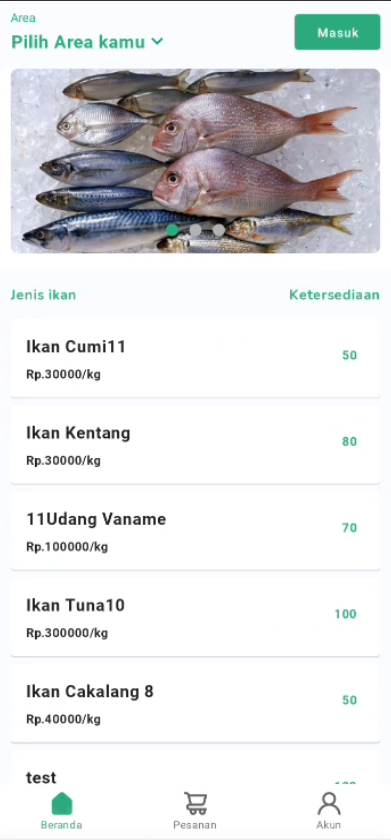 Area
Pilih Area kamu
Masuk
Jenis ikan
Ketersediaan
Ikan Cumi11
50
Rp.30000/kg
Ikan Kentang
80
Rp.30000/kg
11Udang Vaname
70
Rp.100000/kg
Ikan Tuna10
100
Rp.300000/kg
Ikan Cakalang 8
50
Rp.40000/kg
test
Beranda
Pesanan
Akun